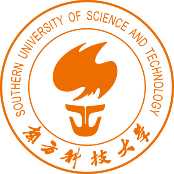 SOUTHERN UNIVERSITY OF SCIENCE AND TECHNOLOGY
南方科技大学